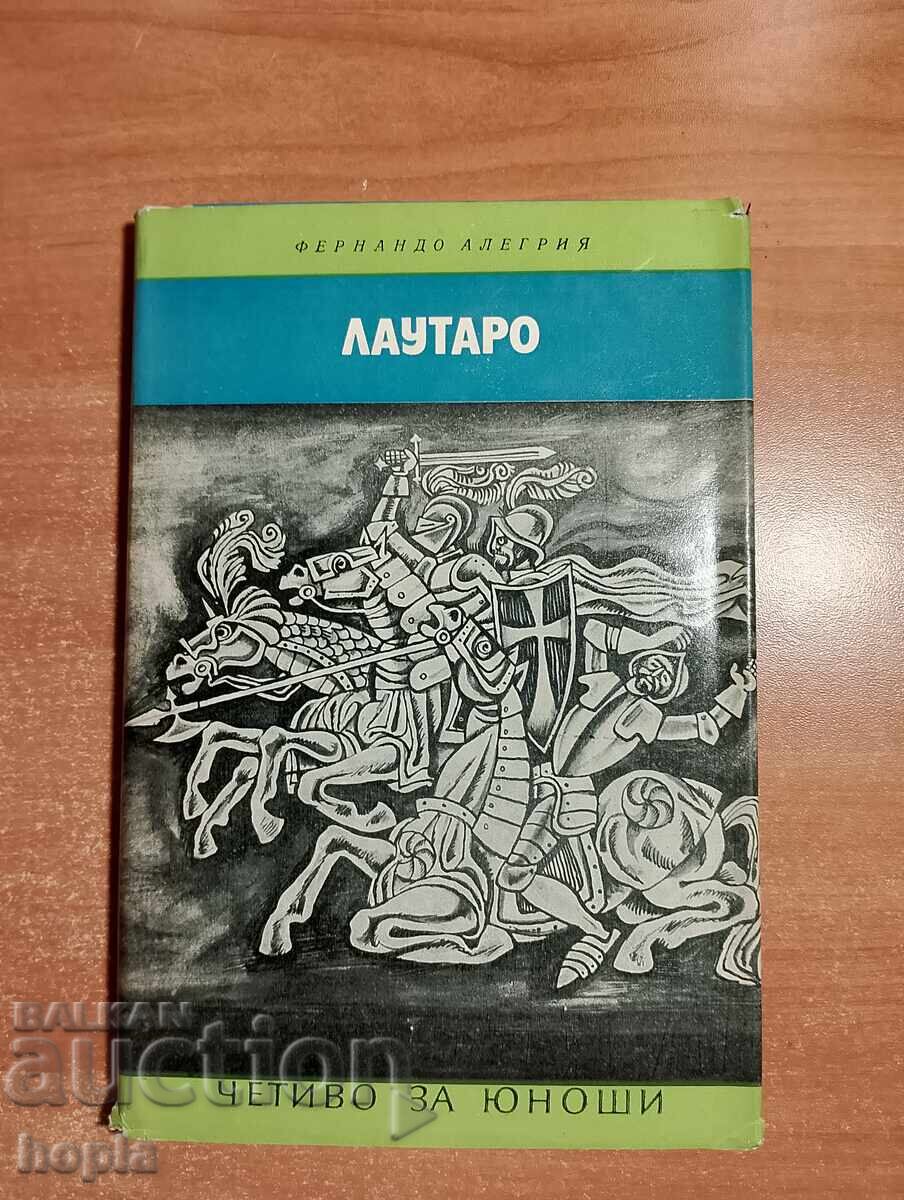 ФЕРНАНДО АЛЕГРИЯ
ЛАУТАРО
ЧЕТИВО ЗА ЮНОШИ
BALKAN
auction
hopla